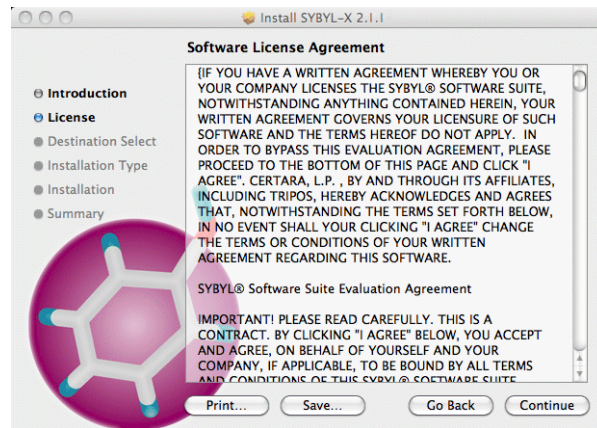 Install SYBYL-X 2.1.1
Software License Agreement
Introduction
License
Destination Select
Installation Type
Installation
Summary
{IF YOU HAVE A WRITTEN AGREEMENT WHEREBY YOU OR
YOUR COMPANY LICENSES THE SYBYL® SOFTWARE SUITE,
NOTWITHSTANDING ANYTHING CONTAINED HEREIN, YOUR
WRITTEN AGREEMENT GOVERNS YOUR LICENSURE OF SUCH
SOFTWARE AND THE TERMS HEREOF DO NOT APPLY.  IN
ORDER TO BYPASS THIS EVALUATION AGREEMENT, PLEASE
PROCEED TO THE BOTTOM OF THIS PAGE AND CLICK "I
AGREE". CERTARA, L.P. , BY AND THROUGH ITS AFFILIATES,
INCLUDING TRIPOS, HEREBY ACKNOWLEDGES AND AGREES
THAT, NOTWITHSTANDING THE TERMS SET FORTH BELOW,
IN NO EVENT SHALL YOUR CLICKING "I AGREE" CHANGE
THE TERMS OR CONDITIONS OF YOUR WRITTEN
AGREEMENT REGARDING THIS SOFTWARE.
SYBYL® Software Suite Evaluation Agreement
IMPORTANT! PLEASE READ CAREFULLY. THIS IS A
CONTRACT. BY CLICKING "I AGREE" BELOW, YOU ACCEPT
AND AGREE, ON BEHALF OF YOURSELF AND YOUR
COMPANY, IF APPLICABLE, TO BE BOUND BY ALL TERMS
AND CONDITIONS OF THIS SYBYL® SOFTWARE SUITE
Print...
Save...
Go Back
Continue